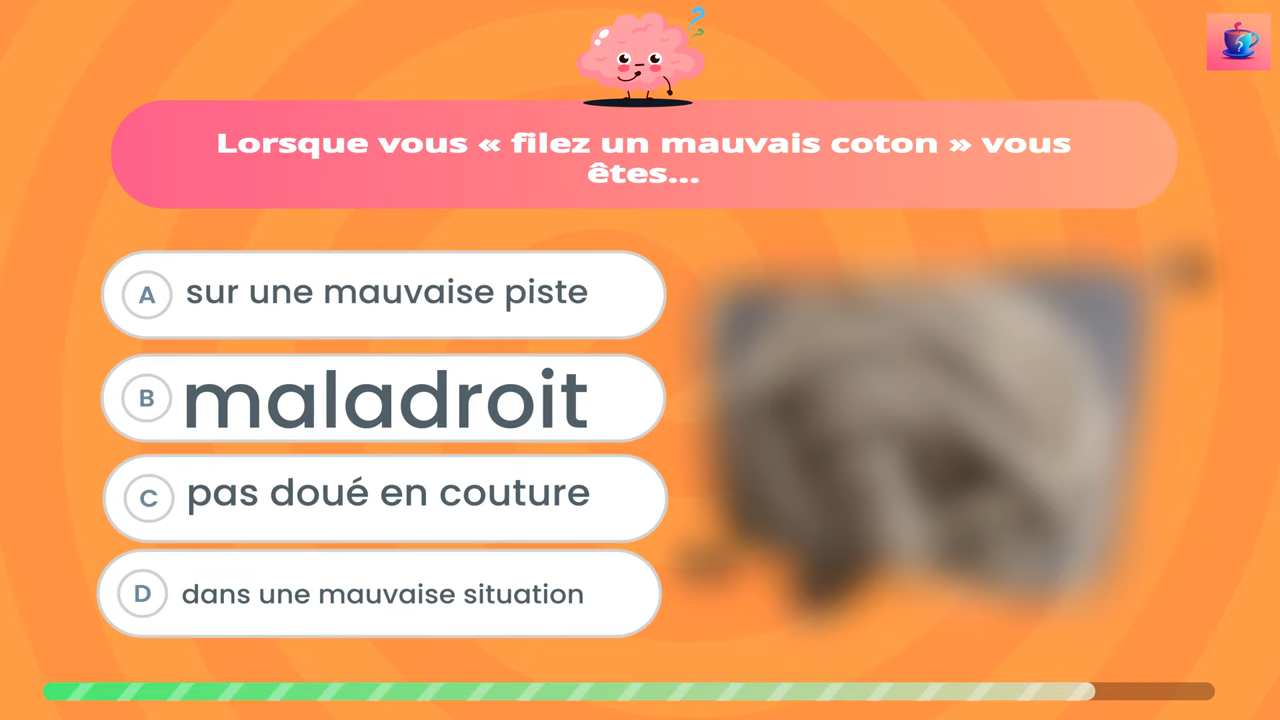 Lorsque vous « filez un mauvais coton » vous
êtes...
A sur une mauvaise piste
B maladroit
C pas doué en couture
D dans une mauvaise situation